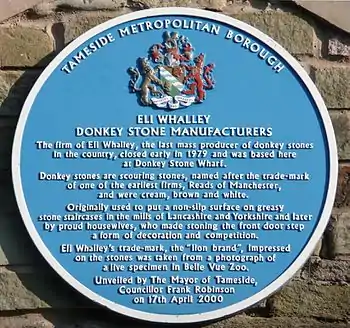 TAMESIDE METROPOLITAN BOROUGH
ELI WHALLEY
DONKEY STONE MANUFACTURERS
The firm of Eli Whalley, the last mass producer of donkey stones
in the country, closed early in 1979 and was based here
at Donkey Stone Wharf.
Donkey stones are scouring stones, named after the trade-mark
of one of the earliest firms, Reads of Manchester,
and were cream, brown and white.
Originally used to put a non-slip surface on greasy
stone staircases in the mills of Lancashire and Yorkshire and later
by proud housewives, who made stoning the front door step
a form of decoration and competition.
Eli Whalley's trade-mark, the "lion brand", impressed
on the stones was taken from a photograph of
a live specimen in Belle Vue Zoo.
Unveiled by The Mayor of Tameside,
Councillor Frank Robinson
on 17th April 2000